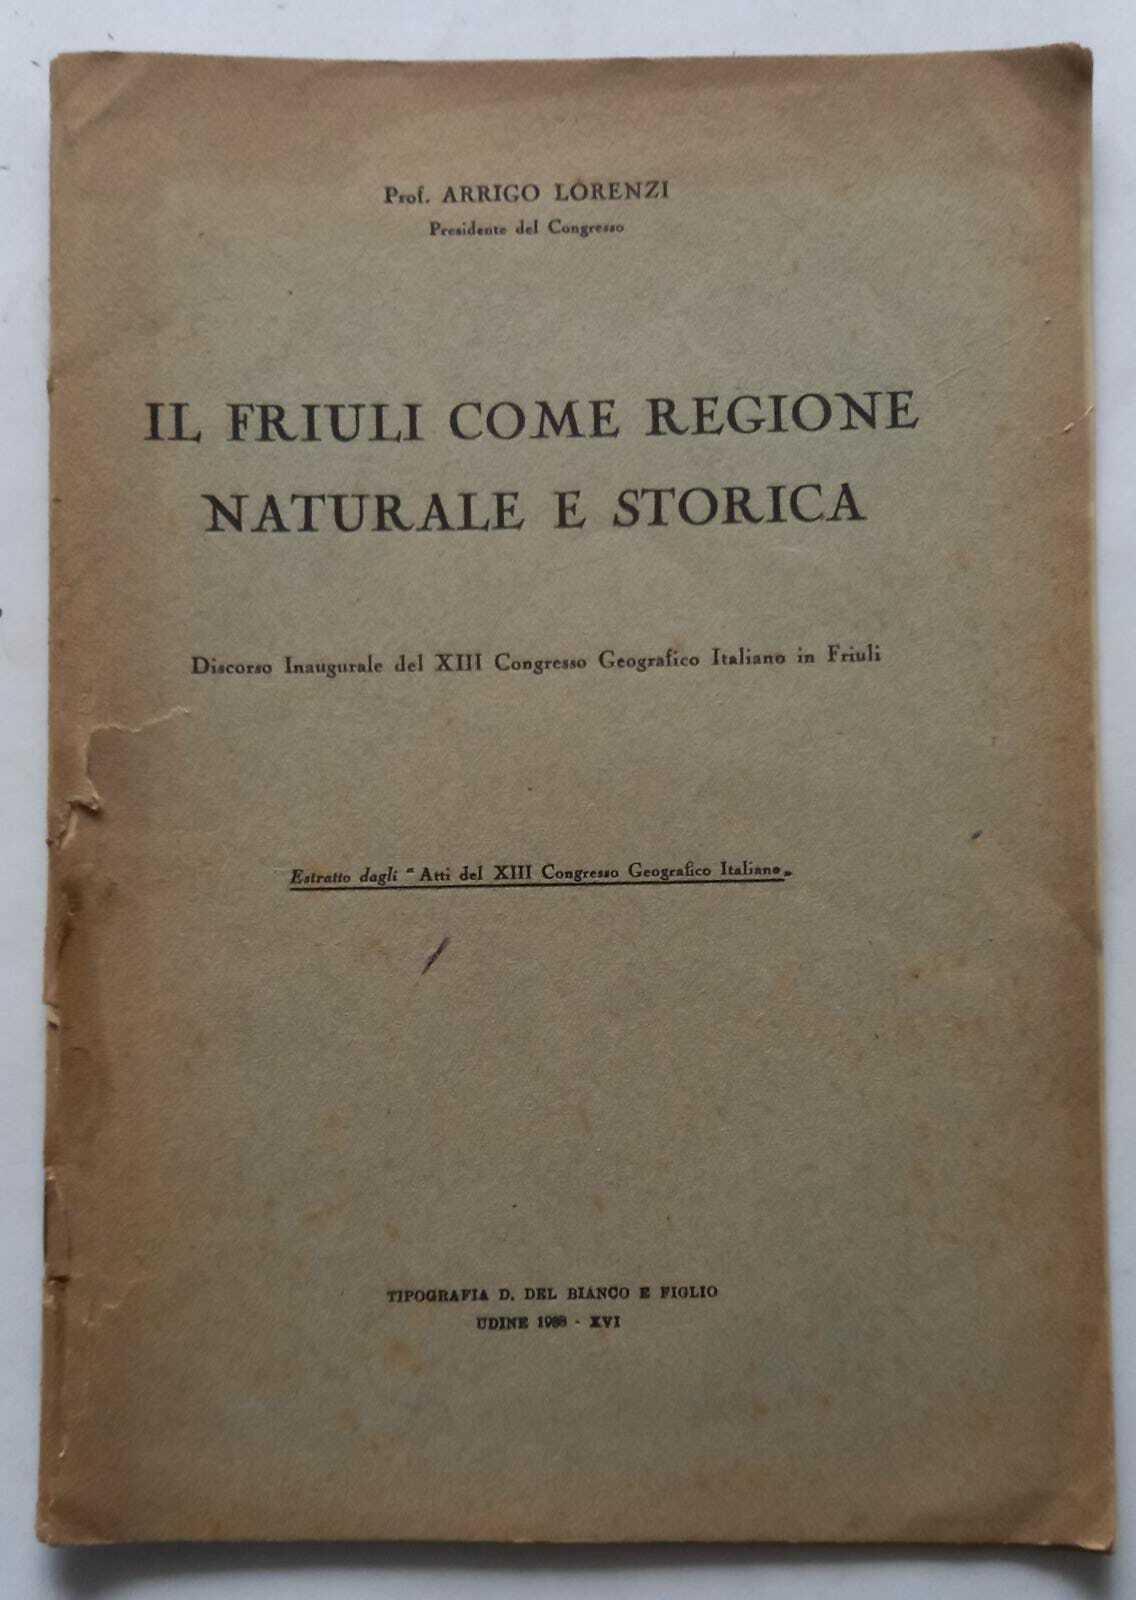 Prof. ARRIGO LORENZI
Presidente del Congresso
IL FRIULI COME REGIONE
NATURALE E STORICA
Discorso Inaugurale del XIII Congresso Geografico Italiano in Friuli
Estratto dagli “ Atti del XIII Congresso Geografico Italiano „
TIPOGRAFIA D. DEL BIANCO E FIGLIO
UDINE 1938 - XVI